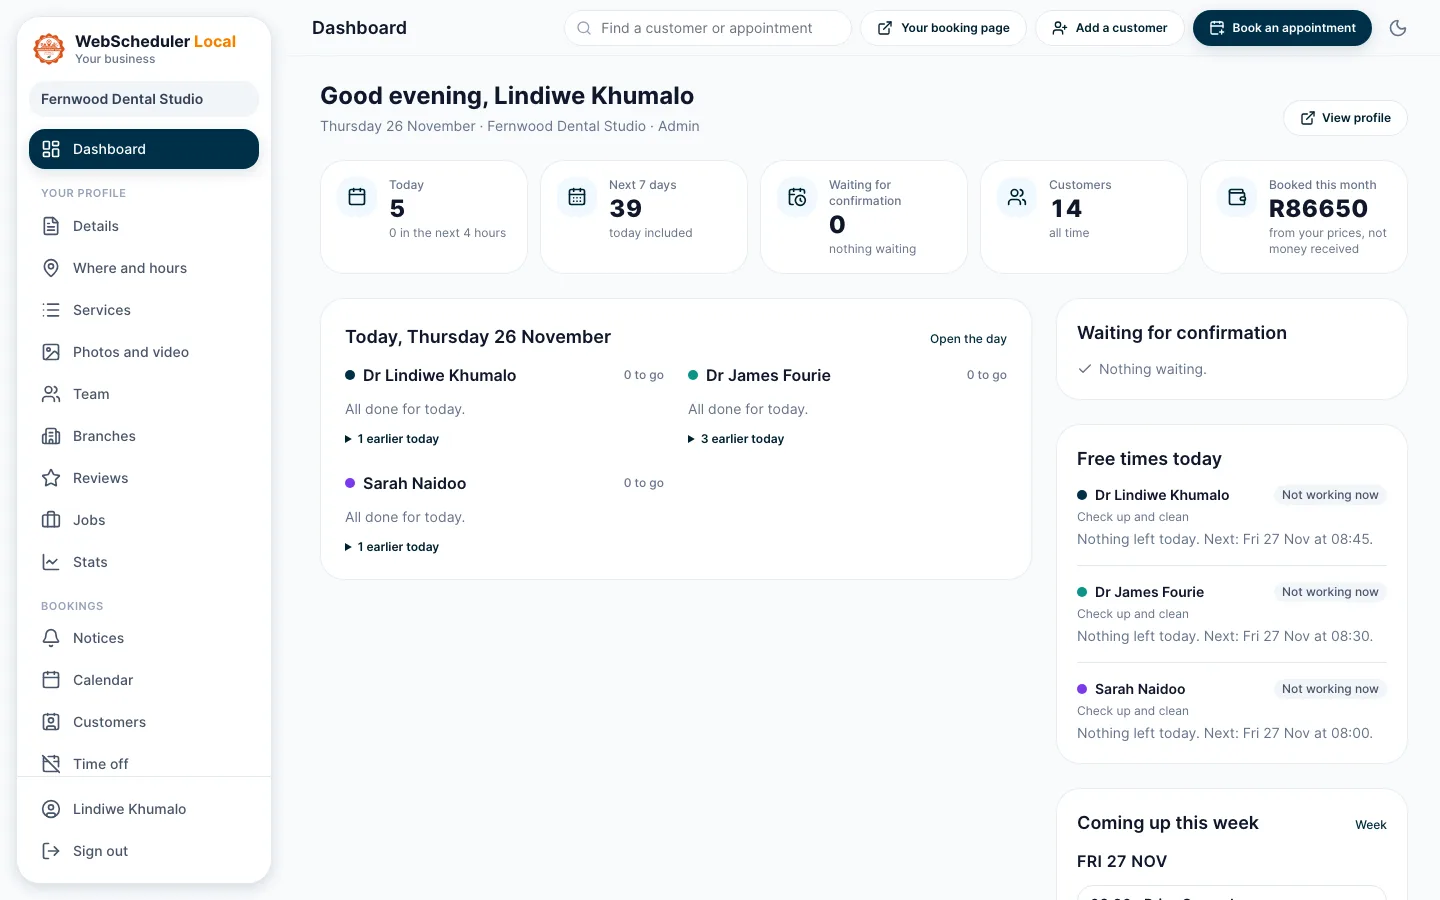 WebScheduler Local
Your business
Fernwood Dental Studio
Dashboard
YOUR PROFILE
Details
Where and hours
Services
Photos and video
Team
Branches
Reviews
Jobs
Stats
BOOKINGS
Notices
Calendar
Customers
Time off
Lindiwe Khumalo
Sign out
Dashboard
Find a customer or appointment
Your booking page
Add a customer
Book an appointment
Good evening, Lindiwe Khumalo
Thursday 26 November · Fernwood Dental Studio · Admin
View profile
Today
5
0 in the next 4 hours
Next 7 days
39
today included
Waiting for
confirmation
0
nothing waiting
Customers
14
all time
Booked this month
R86650
from your prices, not
money received
Today, Thursday 26 November
Open the day
Dr Lindiwe Khumalo
0 to go
All done for today.
1 earlier today
Dr James Fourie
0 to go
All done for today.
3 earlier today
Sarah Naidoo
0 to go
All done for today.
1 earlier today
Waiting for confirmation
Nothing waiting.
Free times today
Dr Lindiwe Khumalo
Not working now
Check up and clean
Nothing left today. Next: Fri 27 Nov at 08:45.
Dr James Fourie
Not working now
Check up and clean
Nothing left today. Next: Fri 27 Nov at 08:30.
Sarah Naidoo
Not working now
Check up and clean
Nothing left today. Next: Fri 27 Nov at 08:00.
Coming up this week
Week
FRI 27 NOV